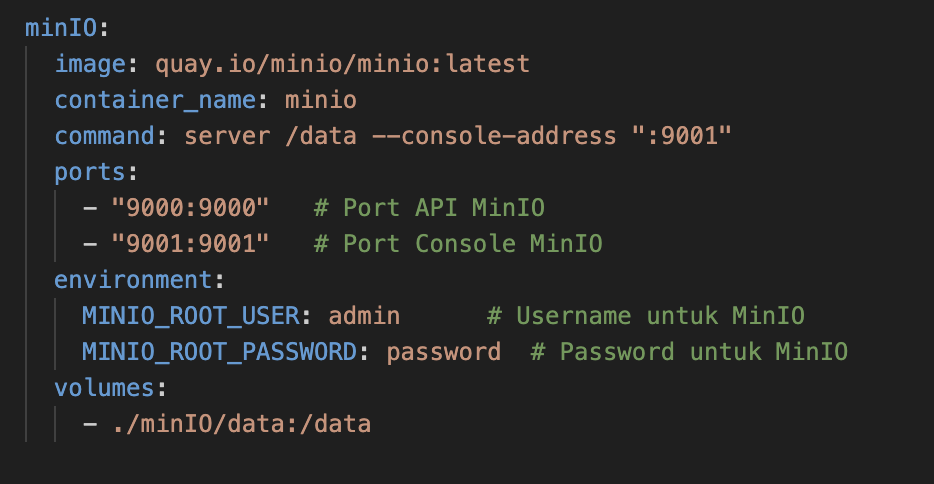 minIO:
  image: quay.io/minio/minio:latest
  container_name: minio
  command: server /data --console-address ":9001"
  ports:
    - "9000:9000"   # Port API MinIO
    - "9001:9001"   # Port Console MinIO
  environment:
    MINIO_ROOT_USER: admin      # Username untuk MinIO
    MINIO_ROOT_PASSWORD: password  # Password untuk MinIO
  volumes:
    - ./minIO/data:/data